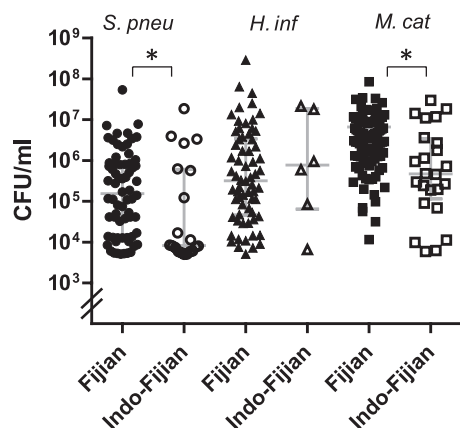 S. pneu H. inf M. cat
* *
CFU/ml
10⁹
10⁸
10⁷
10⁶
10⁵
10⁴
10³
Fijian Indo-Fijian Fijian Indo-Fijian Fijian Indo-Fijian